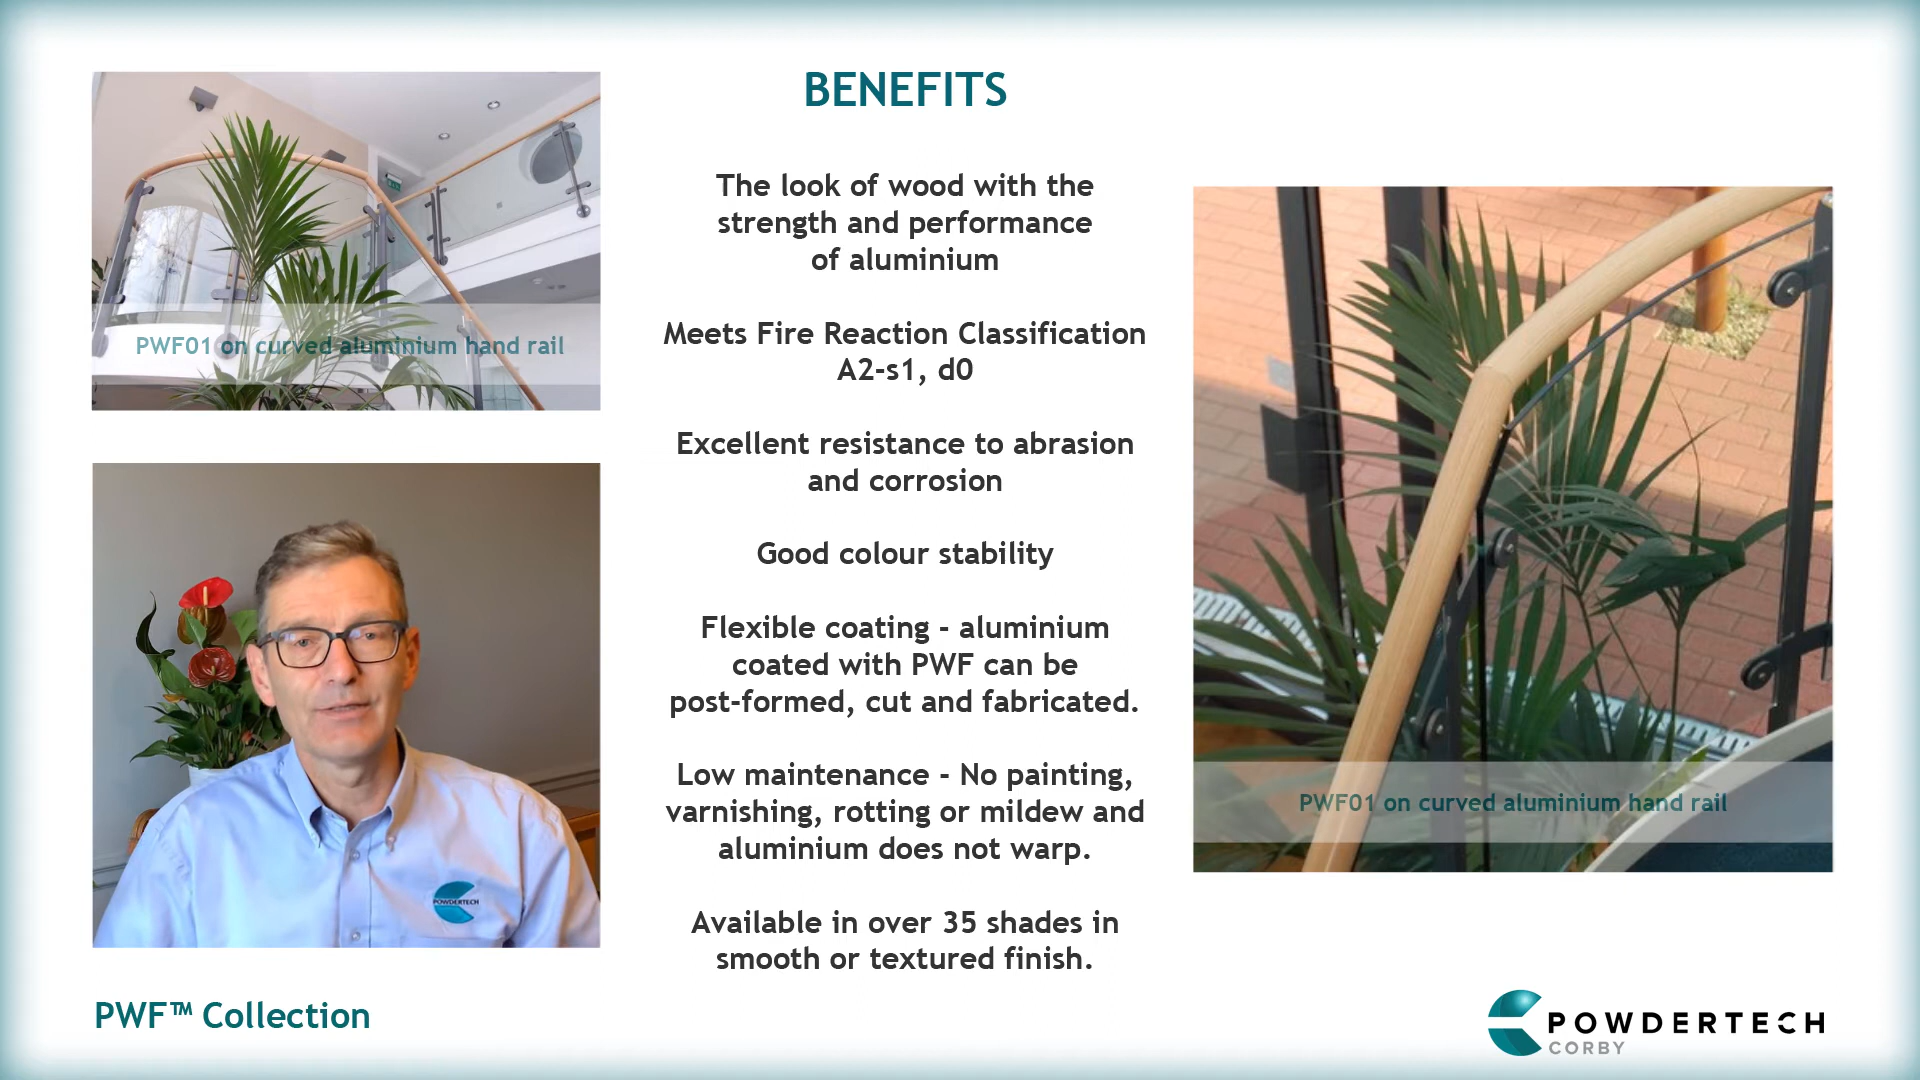 BENEFITS
The look of wood with the
strength and performance
of aluminium
Meets Fire Reaction Classification
A2-s1, d0
Excellent resistance to abrasion
and corrosion
Good colour stability
Flexible coating - aluminium
coated with PWF can be
post-formed, cut and fabricated.
Low maintenance - No painting,
varnishing, rotting or mildew and
aluminium does not warp.
Available in over 35 shades in
smooth or textured finish.
PWF01 on curved aluminium hand rail
POWDERTECH
PWF01 on curved aluminium hand rail
PWF™ Collection
POWDERTECH
CORBY